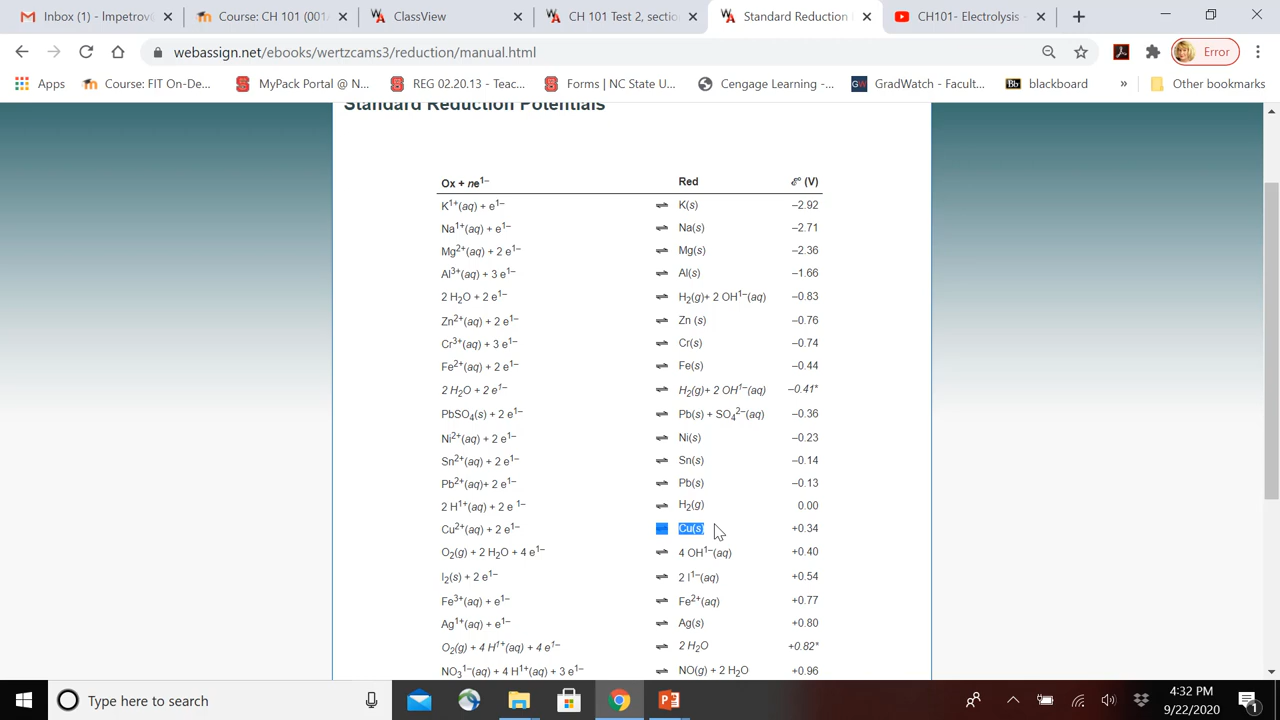 Inbox (1) - Impetrov
Course: CH 101 (001
ClassView
CH 101 Test 2, sectio
Standard Reduction
CH101- Electrolysis
webassign.net/ebooks/wertzcams3/reduction/manual.html
Error
Apps
Course: FIT On-De...
MyPack Portal @ N...
REG 02.20.13 - Teac...
Forms | NC State U...
Cengage Learning -...
GW
GradWatch - Facult...
Bb
blackboard
»
Other bookmarks
Standard Reduction Potentials
Ox + ne¹⁻ Red ℰ° (V)
K¹⁺(aq) + e¹⁻ ⇌ K(s) –2.92
Na¹⁺(aq) + e¹⁻ ⇌ Na(s) –2.71
Mg²⁺(aq) + 2 e¹⁻ ⇌ Mg(s) –2.36
Al³⁺(aq) + 3 e¹⁻ ⇌ Al(s) –1.66
2 H₂O + 2 e¹⁻ ⇌ H₂(g)+ 2 OH¹⁻(aq) –0.83
Zn²⁺(aq) + 2 e¹⁻ ⇌ Zn (s) –0.76
Cr³⁺(aq) + 3 e¹⁻ ⇌ Cr(s) –0.74
Fe²⁺(aq) + 2 e¹⁻ ⇌ Fe(s) –0.44
2 H₂O + 2 e¹⁻ ⇌ H₂(g)+ 2 OH¹⁻(aq) –0.41*
PbSO₄(s) + 2 e¹⁻ ⇌ Pb(s) + SO₄²⁻(aq) –0.36
Ni²⁺(aq) + 2 e¹⁻ ⇌ Ni(s) –0.23
Sn²⁺(aq) + 2 e¹⁻ ⇌ Sn(s) –0.14
Pb²⁺(aq)+ 2 e¹⁻ ⇌ Pb(s) –0.13
2 H¹⁺(aq) + 2 e ¹⁻ ⇌ H₂(g) 0.00
Cu²⁺(aq) + 2 e¹⁻ ⇌ Cu(s) +0.34
O₂(g) + 2 H₂O + 4 e¹⁻ ⇌ 4 OH¹⁻(aq) +0.40
I₂(s) + 2 e¹⁻ ⇌ 2 I¹⁻(aq) +0.54
Fe³⁺(aq) + e¹⁻ ⇌ Fe²⁺(aq) +0.77
Ag¹⁺(aq) + e¹⁻ ⇌ Ag(s) +0.80
O₂(g) + 4 H¹⁺(aq) + 4 e¹⁻ ⇌ 2 H₂O +0.82*
NO₃¹⁻(aq) + 4 H¹⁺(aq) + 3 e¹⁻ ⇌ NO(g) + 2 H₂O +0.96
Type here to search
4:32 PM
9/22/2020
1